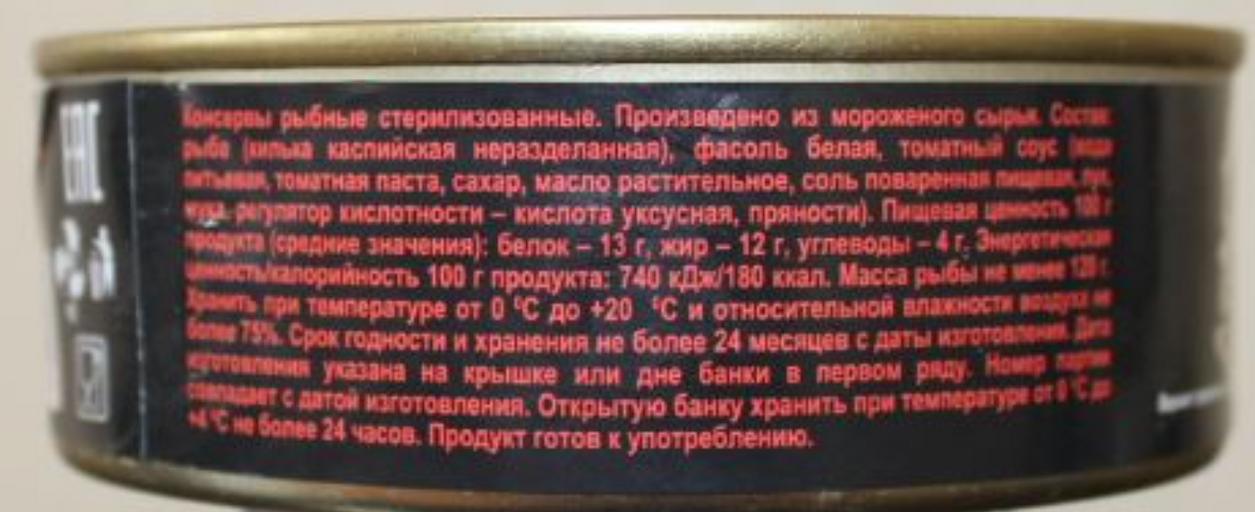 EAC
Консервы рыбные стерилизованные. Произведено из мороженого сырья. Состав:
рыба (килька каспийская неразделанная), фасоль белая, томатный соус (вода
питьевая, томатная паста, сахар, масло растительное, соль поваренная пищевая, лук,
мука, регулятор кислотности – кислота уксусная, пряности). Пищевая ценность 100 г
продукта (средние значения): белок – 13 г, жир – 12 г, углеводы – 4 г. Энергетическая
ценность/калорийность 100 г продукта: 740 кДж/180 ккал. Масса рыбы не менее 120 г.
Хранить при температуре от 0 °С до +20 °С и относительной влажности воздуха не
более 75%. Срок годности и хранения не более 24 месяцев с даты изготовления. Дата
изготовления указана на крышке или дне банки в первом ряду. Номер партии
совпадает с датой изготовления. Открытую банку хранить при температуре от 0 °С до
+4 °С не более 24 часов. Продукт готов к употреблению.